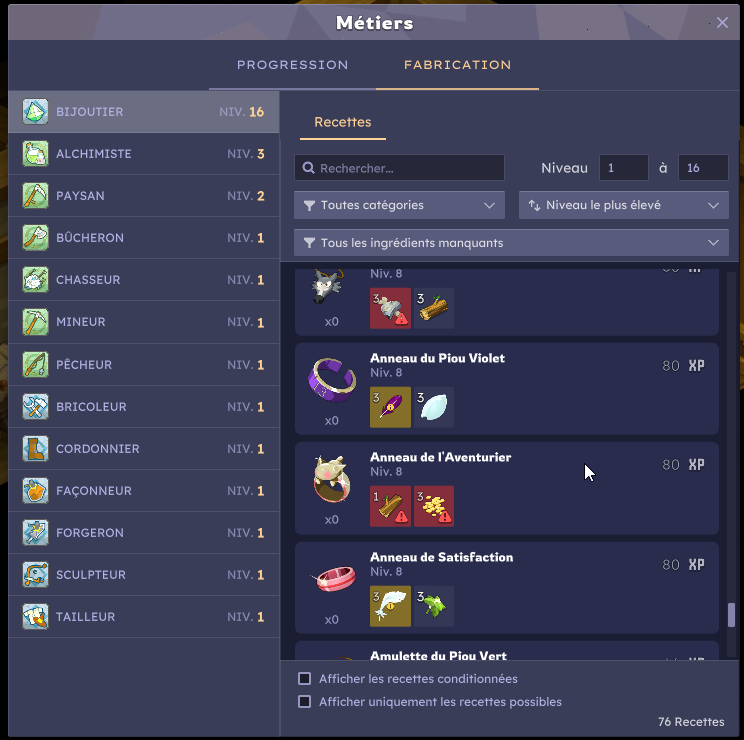 Métiers
PROGRESSION FABRICATION
BIJOUTIER NIV. 16
ALCHIMISTE NIV. 3
PAYSAN NIV. 2
BÛCHERON NIV. 1
CHASSEUR NIV. 1
MINEUR NIV. 1
PÊCHEUR NIV. 1
BRICOLEUR NIV. 1
CORDONNIER NIV. 1
FAÇONNEUR NIV. 1
FORGERON NIV. 1
SCULPTEUR NIV. 1
TAILLEUR NIV. 1
Recettes
Rechercher... Niveau 1 à 16
Toutes catégories Niveau le plus élevé
Tous les ingrédients manquants
Niv. 8
3 3
x0
Anneau du Piou Violet
Niv. 8
80 XP
3 3
x0
Anneau de l'Aventurier
Niv. 8
80 XP
1 3
x0
Anneau de Satisfaction
Niv. 8
80 XP
3 3
x0
Amulette du Piou Vert
Afficher les recettes conditionnées
Afficher uniquement les recettes possibles
76 Recettes